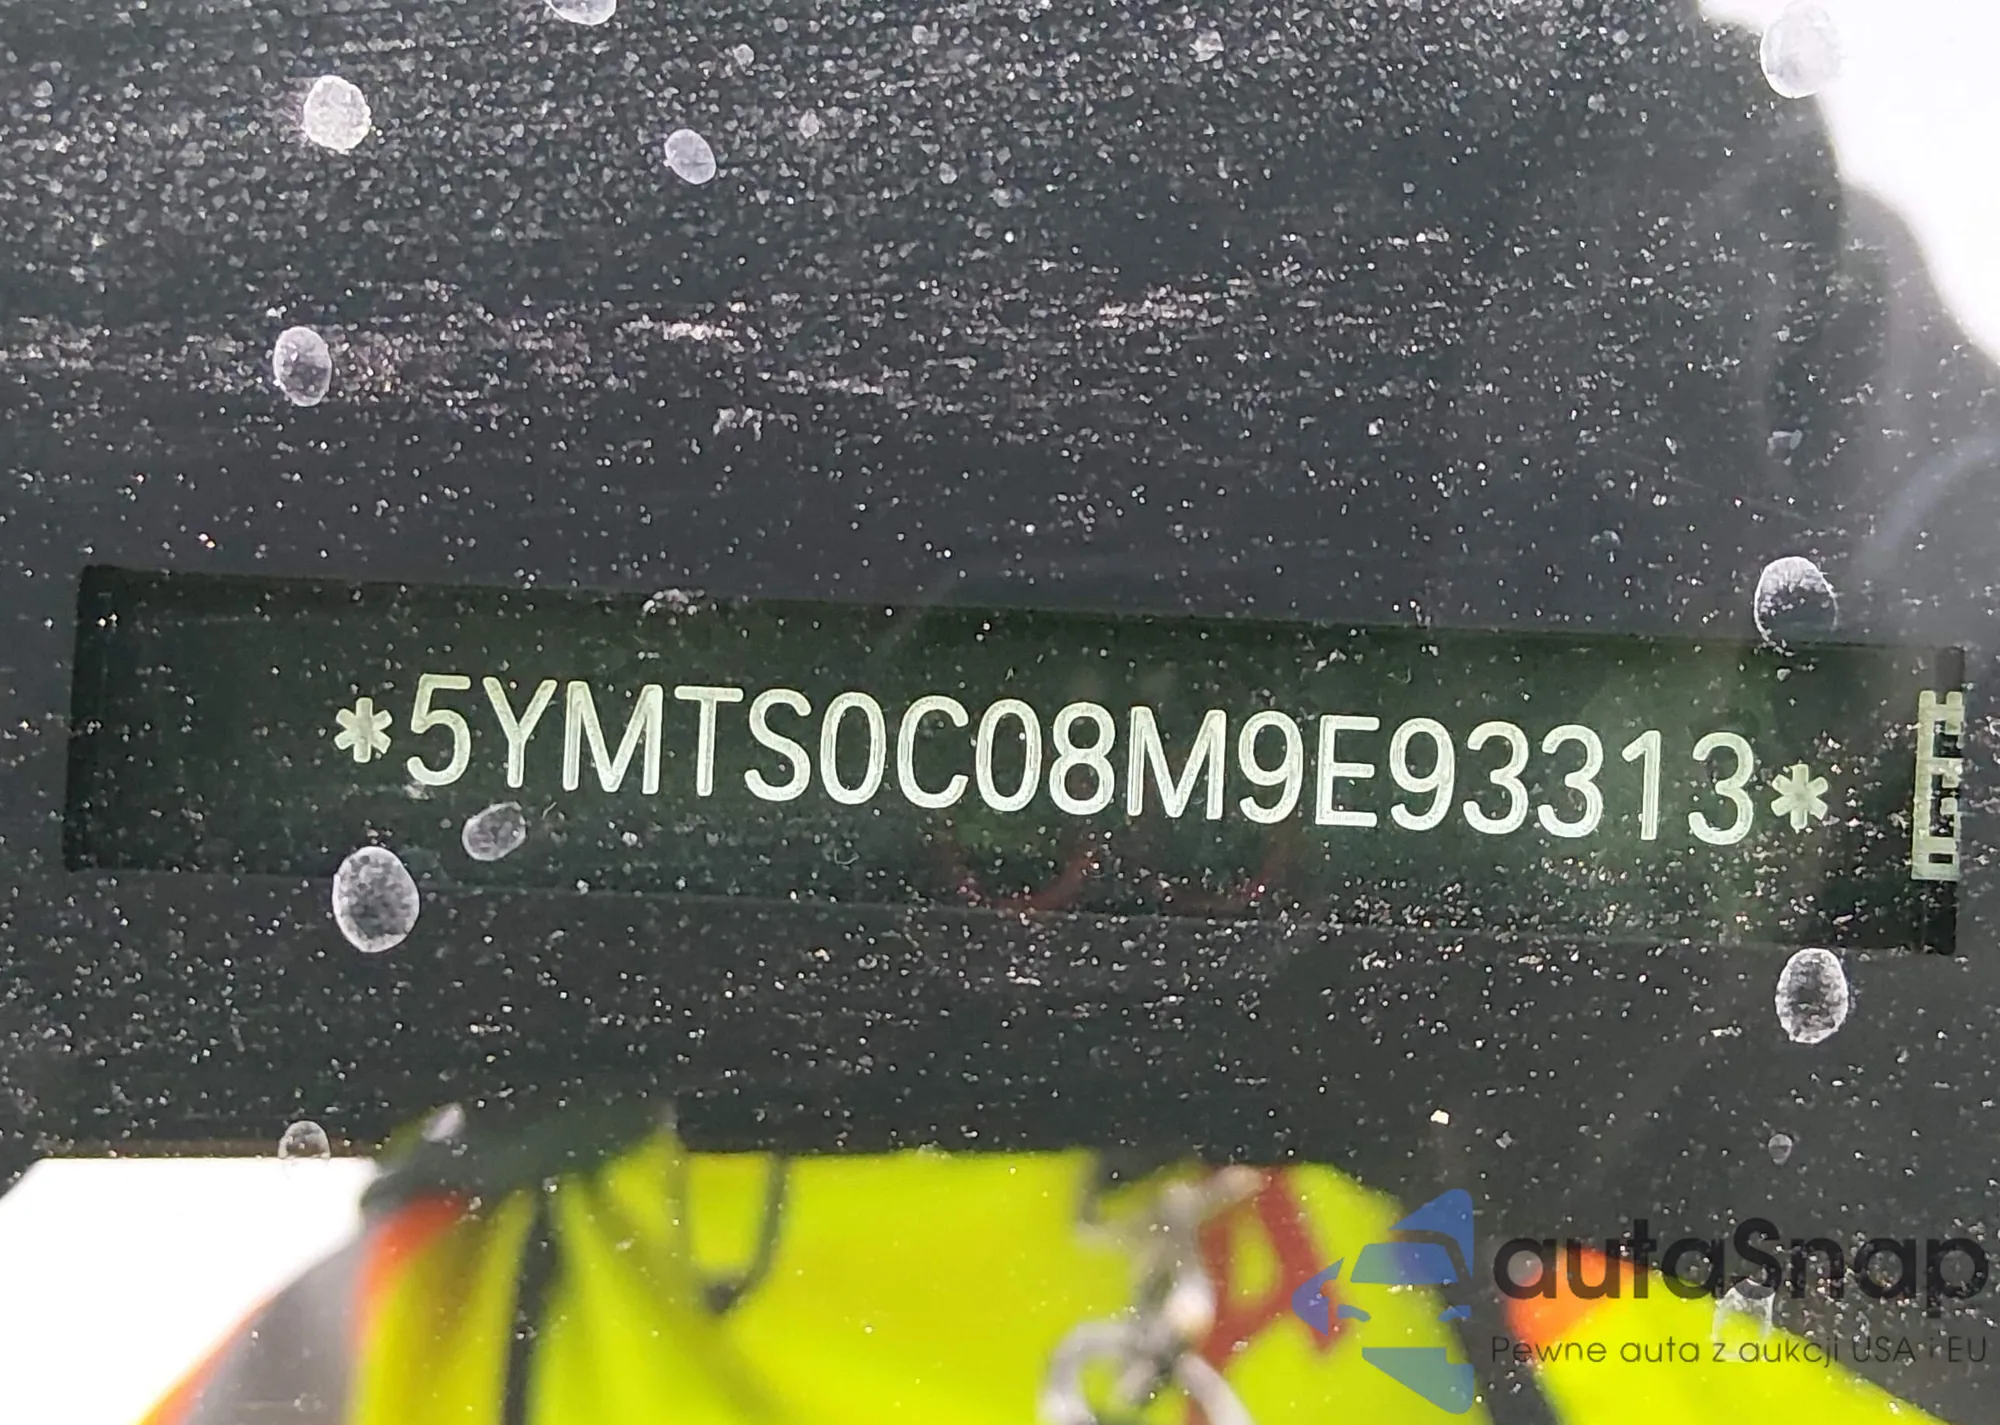 *5YMTS0C08M9E93313*
autaSnap
Pewne auta z aukcji USA i EU